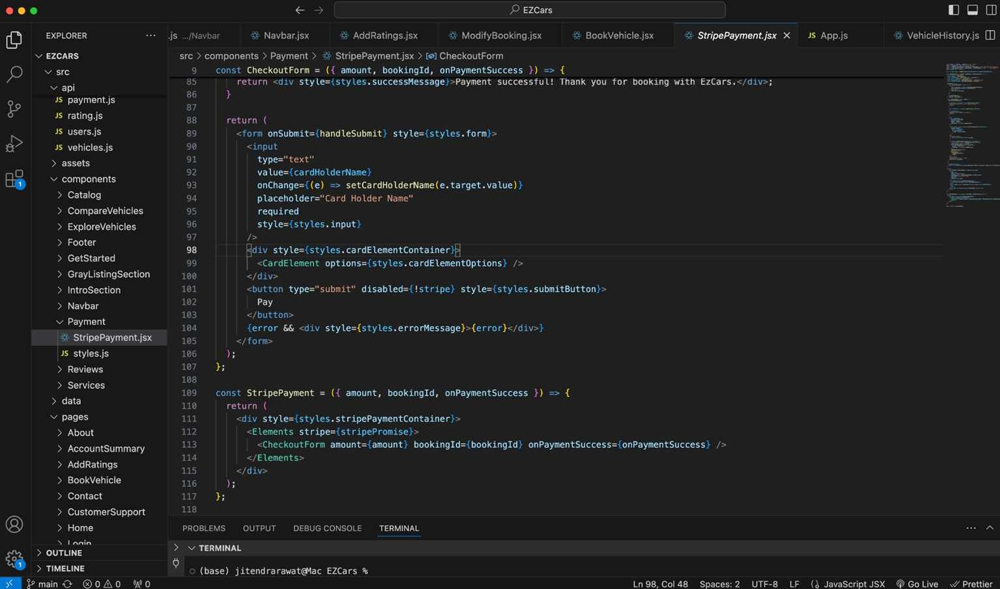 EZCars
EXPLORER ···
.js .../Navbar Navbar.jsx AddRatings.jsx ModifyBooking.jsx BookVehicle.jsx StripePayment.jsx JS App.js VehicleHistory.js
EZCARS
src
api
JS payment.js
JS rating.js
JS users.js
JS vehicles.js
assets
components
Catalog
CompareVehicles
ExploreVehicles
Footer
GetStarted
GrayListingSection
IntroSection
Navbar
Payment
StripePayment.jsx
JS styles.js
Reviews
Services
data
pages
About
AccountSummary
AddRatings
BookVehicle
Contact
CustomerSupport
Home
Login
OUTLINE
TIMELINE
src > components > Payment > StripePayment.jsx > CheckoutForm
9 const CheckoutForm = ({ amount, bookingId, onPaymentSuccess }) => {
85 return <div style={styles.successMessage}>Payment successful! Thank you for booking with EzCars.</div>;
86 }
87
88 return (
89 <form onSubmit={handleSubmit} style={styles.form}>
90 <input
91 type="text"
92 value={cardHolderName}
93 onChange={(e) => setCardHolderName(e.target.value)}
94 placeholder="Card Holder Name"
95 required
96 style={styles.input}
97 />
98 <div style={styles.cardElementContainer}>
99 <CardElement options={styles.cardElementOptions} />
100 </div>
101 <button type="submit" disabled={!stripe} style={styles.submitButton}>
102 Pay
103 </button>
104 {error && <div style={styles.errorMessage}>{error}</div>}
105 </form>
106 );
107 };
108
109 const StripePayment = ({ amount, bookingId, onPaymentSuccess }) => {
110 return (
111 <div style={styles.stripePaymentContainer}>
112 <Elements stripe={stripePromise}>
113 <CheckoutForm amount={amount} bookingId={bookingId} onPaymentSuccess={onPaymentSuccess} />
114 </Elements>
115 </div>
116 );
117 };
118
PROBLEMS OUTPUT DEBUG CONSOLE TERMINAL ···
TERMINAL
(base) jitendrarawat@Mac EZCars %
1
1
main 0 0 0 Ln 98, Col 48 Spaces: 2 UTF-8 LF {} JavaScript JSX Go Live Prettier